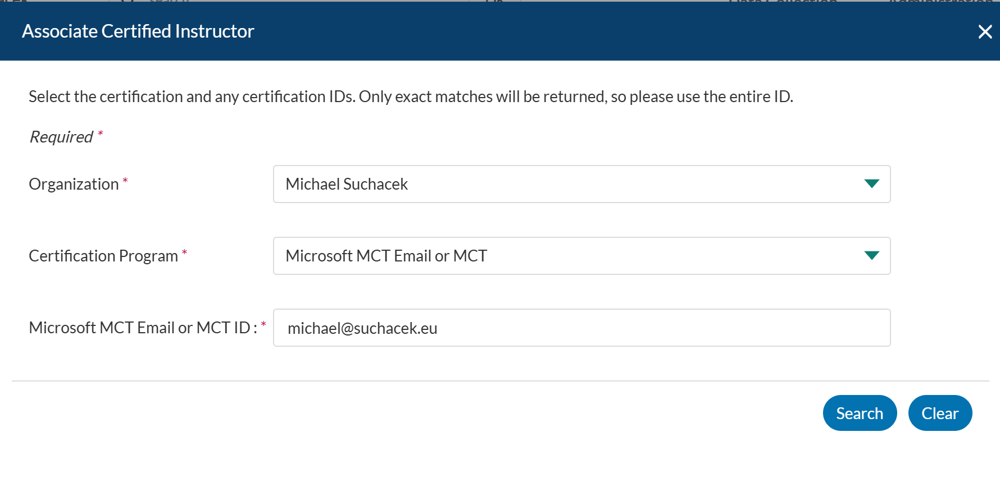 Associate Certified Instructor
Select the certification and any certification IDs. Only exact matches will be returned, so please use the entire ID.
Required *
Organization * Michael Suchacek
Certification Program * Microsoft MCT Email or MCT
Microsoft MCT Email or MCT ID : * michael@suchacek.eu
Search Clear